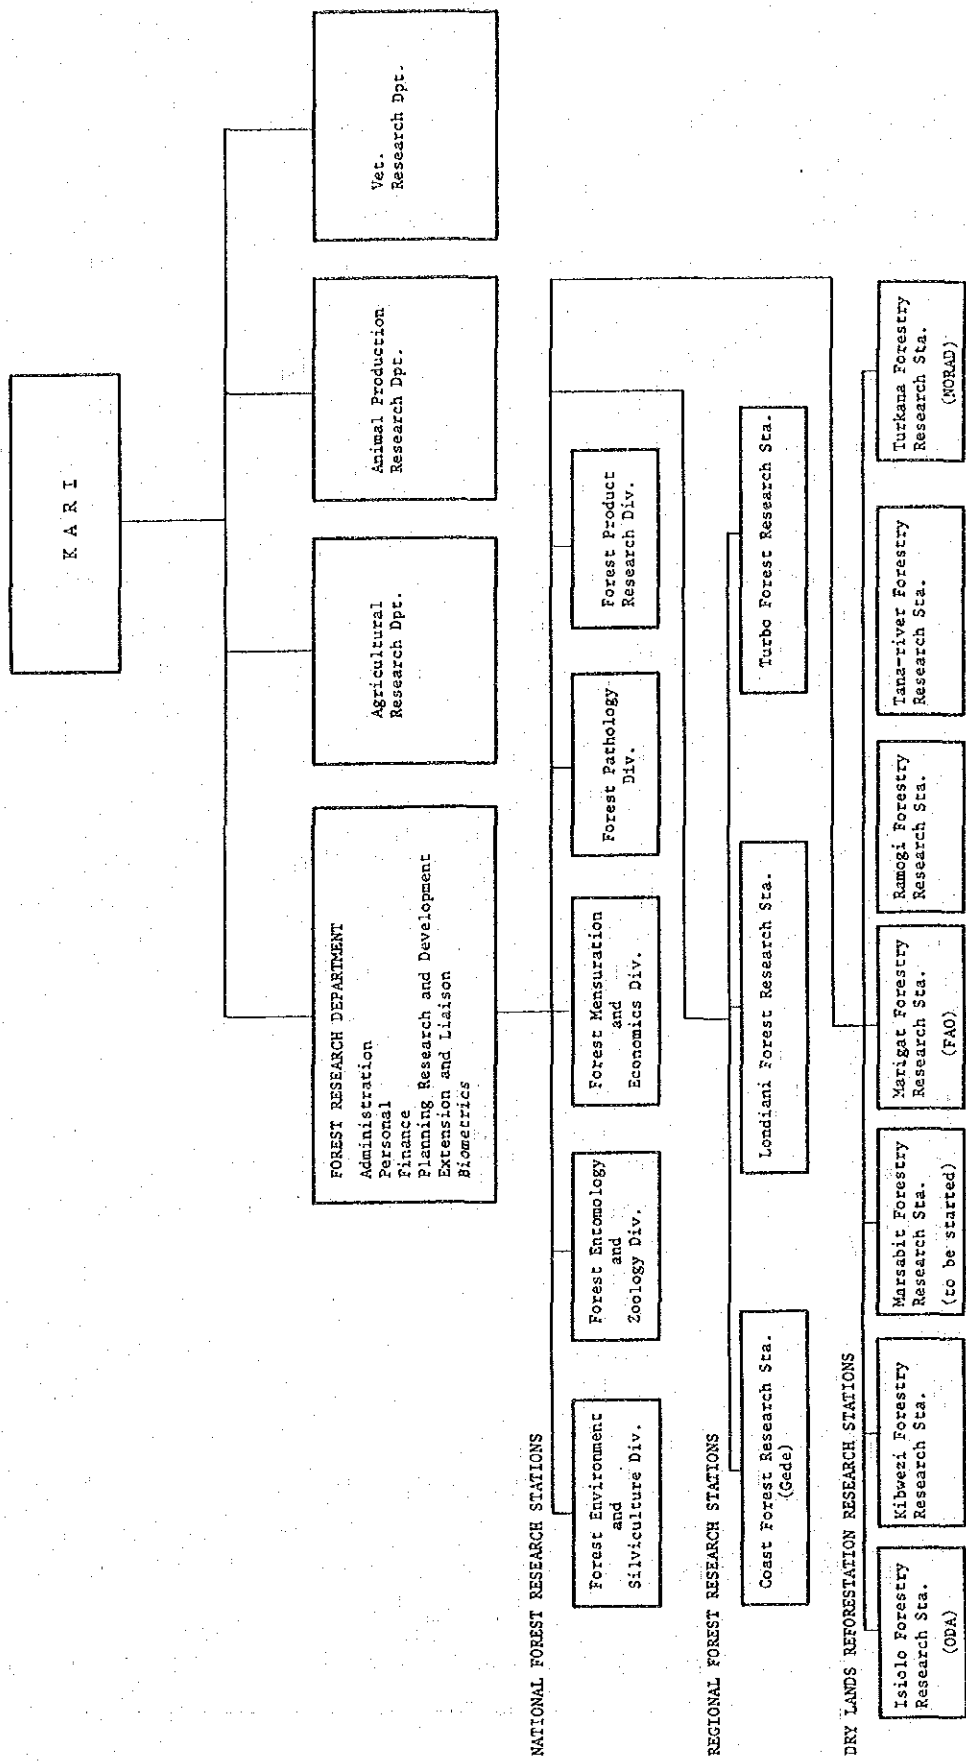 K A R I
FOREST RESEARCH DEPARTMENT
Administration
Personal
Finance
Planning Research and Development
Extension and Liaison
Biometrics
Agricultural
Research Dpt.
Animal Production
Research Dpt.
Vet.
Research Dpt.
NATIONAL FOREST RESEARCH STATIONS
Forest Environment
and
Silviculture Div.
Forest Entomology
and
Zoology Div.
Forest Mensuration
and
Economics Div.
Forest Pathology
Div.
Forest Product
Research Div.
REGIONAL FOREST RESEARCH STATIONS
Coast Forest Research Sta.
(Gede)
Londiani Forest Research Sta.
Turbo Forest Research Sta.
DRY LANDS REFORESTATION RESEARCH STATIONS
Isiolo Forestry
Research Sta.
(ODA)
Kibwezi Forestry
Research Sta.
Marsabit Forestry
Research Sta.
(to be started)
Marigat Forestry
Research Sta.
(FAO)
Ramogi Forestry
Research Sta.
Tana-river Forestry
Research Sta.
Turkana Forestry
Research Sta.
(NORAD)